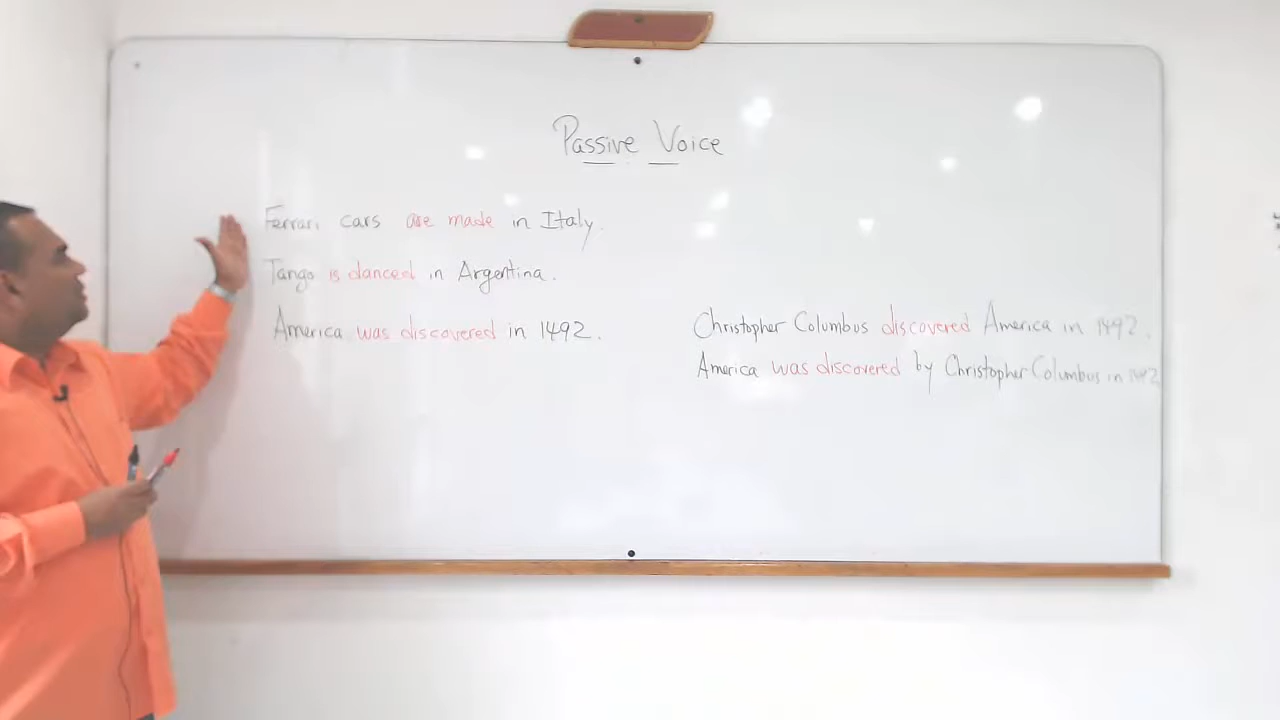 Passive Voice
Ferrari cars are made in Italy.
Tango is danced in Argentina.
America was discovered in 1492.
Christopher Columbus discovered America in 1492.
America was discovered by Christopher Columbus in 1492